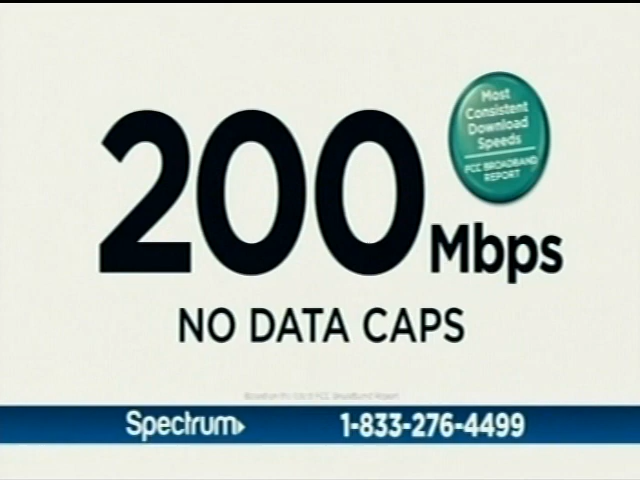 Most
Consistent
Download
Speeds
FCC BROADBAND
REPORT
200 Mbps
NO DATA CAPS
Spectrum
1-833-276-4499